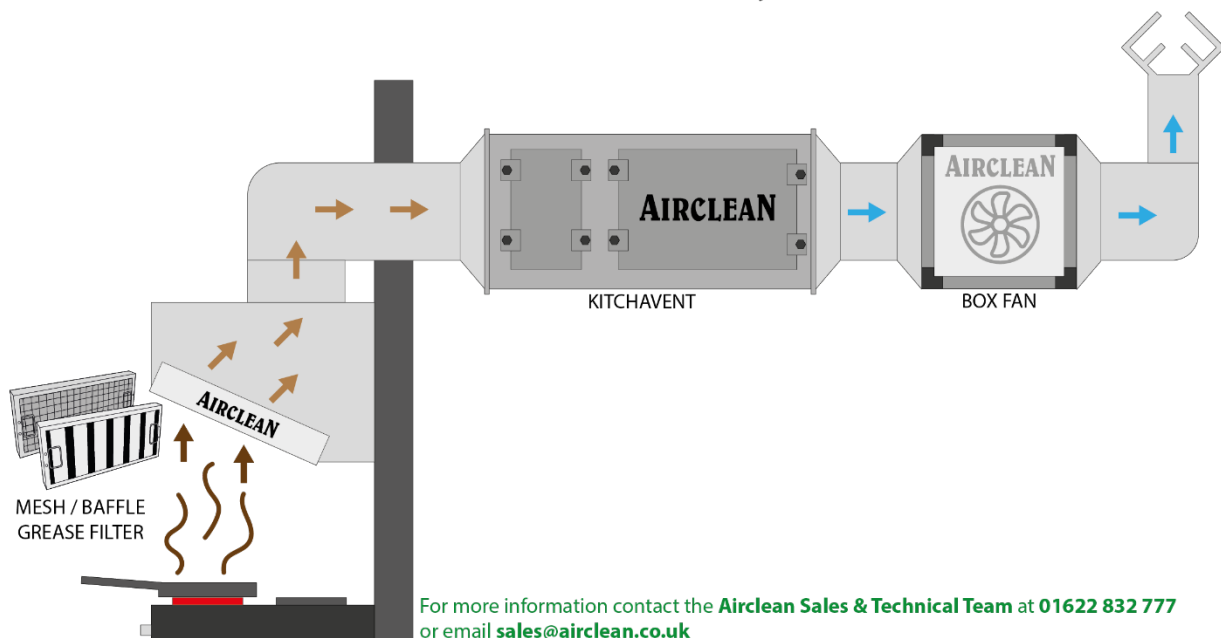 AIRCLEAN
AIRCLEAN
KITCHAVENT
BOX FAN
AIRCLEAN
MESH / BAFFLE
GREASE FILTER
For more information contact the Airclean Sales & Technical Team at 01622 832 777
or email sales@airclean.co.uk